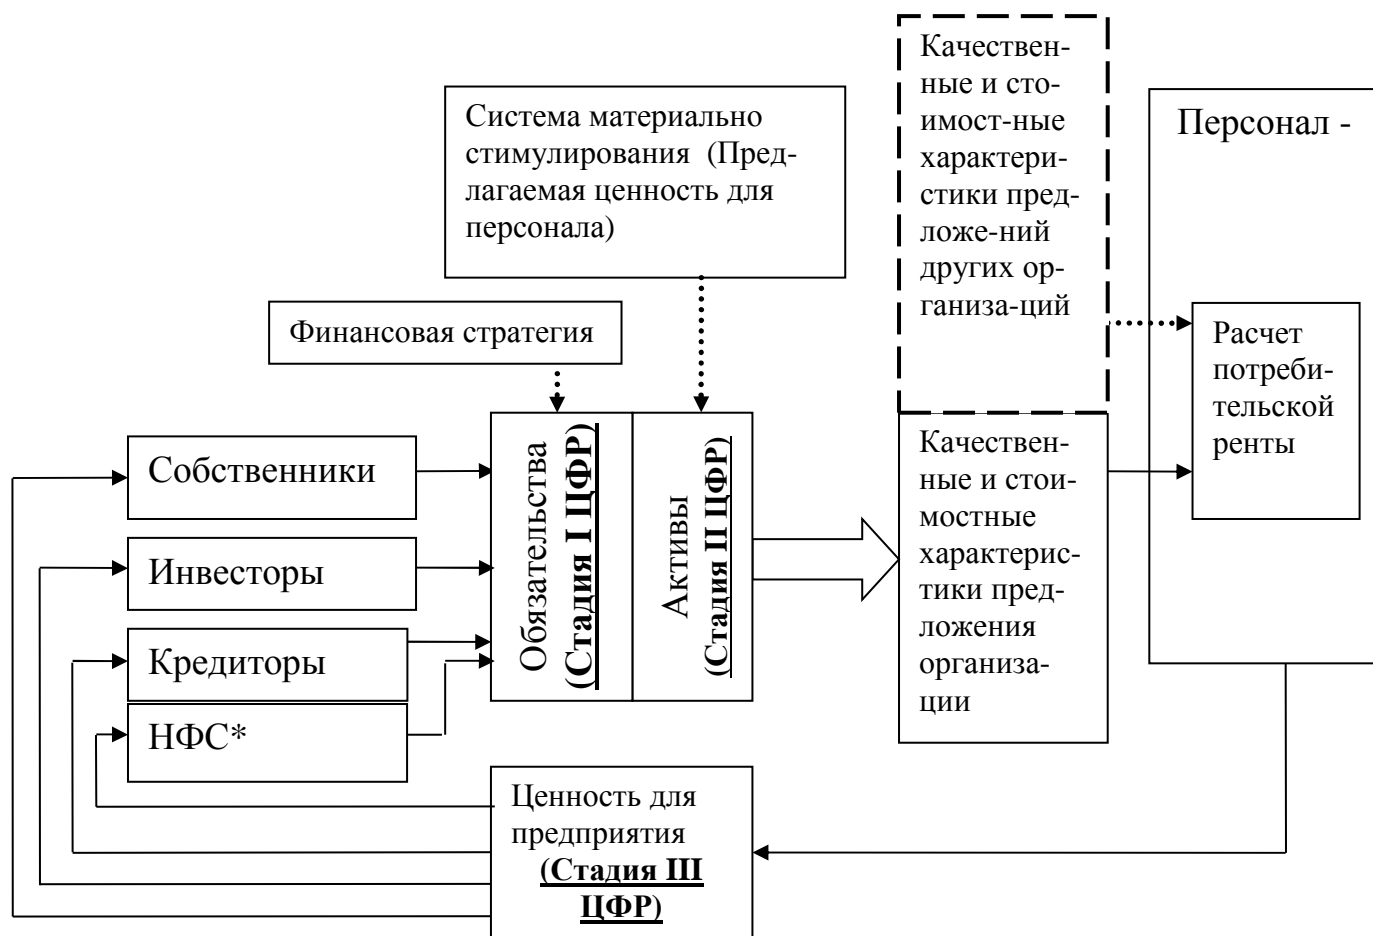 Качествен-
ные и сто-
имост-ные
характери-
стики пред-
ложе-ний
других ор-
ганиза-ций
Система материально
стимулирования (Пред-
лагаемая ценность для
персонала)
Персонал -
Финансовая стратегия
Расчет
потреби-
тельской
ренты
Собственники
Инвесторы
Кредиторы
НФС*
Обязательства
(Стадия I ЦФР)
Активы
(Стадия II ЦФР)
Качествен-
ные и стои-
мостные
характерис-
тики пред-
ложения
организа-
ции
Ценность для
предприятия
(Стадия III
ЦФР)